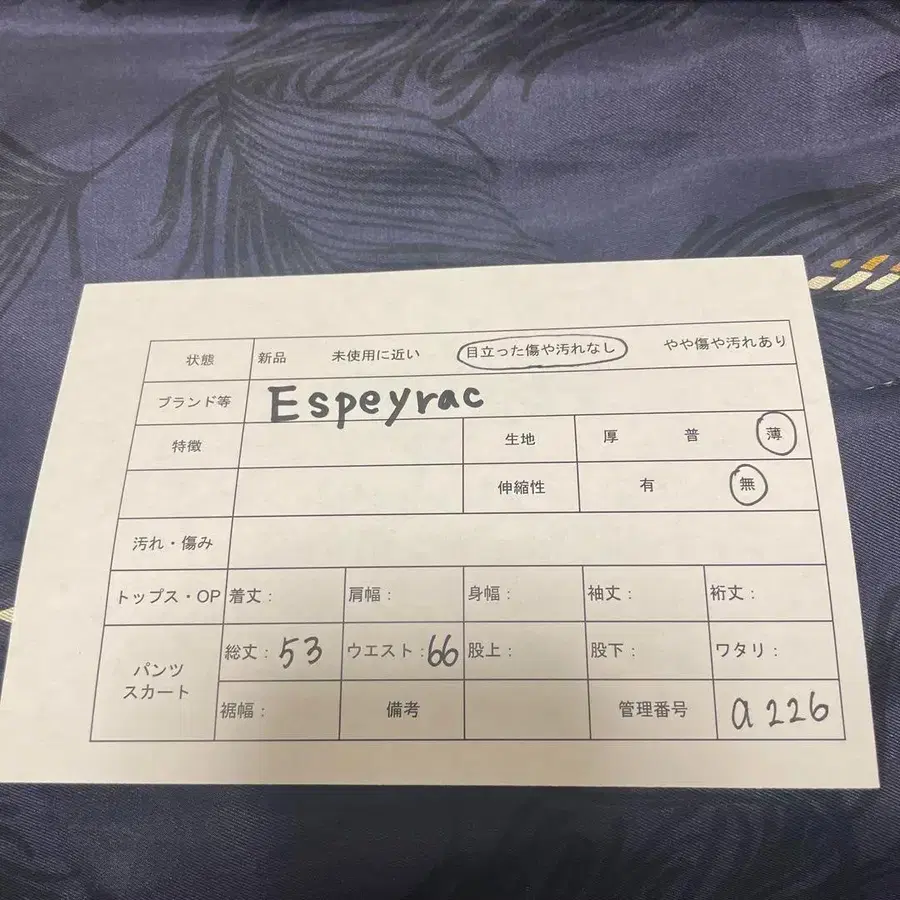 状態 新品 未使用に近い 目立った傷や汚れなし やや傷や汚れあり
ブランド等 Espeyrac
特徴 生地 厚 普 薄
伸縮性 有 無
汚れ・傷み
トップス・OP 着丈: 肩幅: 身幅: 袖丈: 裄丈:
パンツ スカート 総丈:53 ウエスト:66 股上: 股下: ワタリ:
裾幅: 備考 管理番号 a226